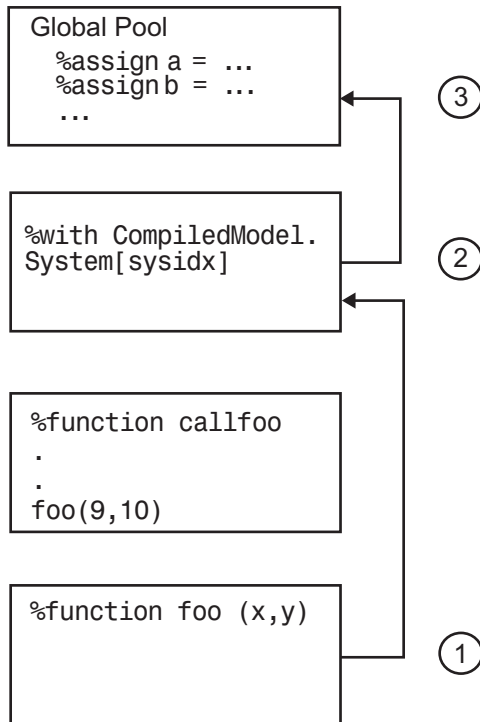 Global Pool
%assign a = ...
%assign b = ...
...
3
%with CompiledModel.
System[sysidx]
2
%function callfoo
.
.
foo(9,10)
%function foo (x,y)
1